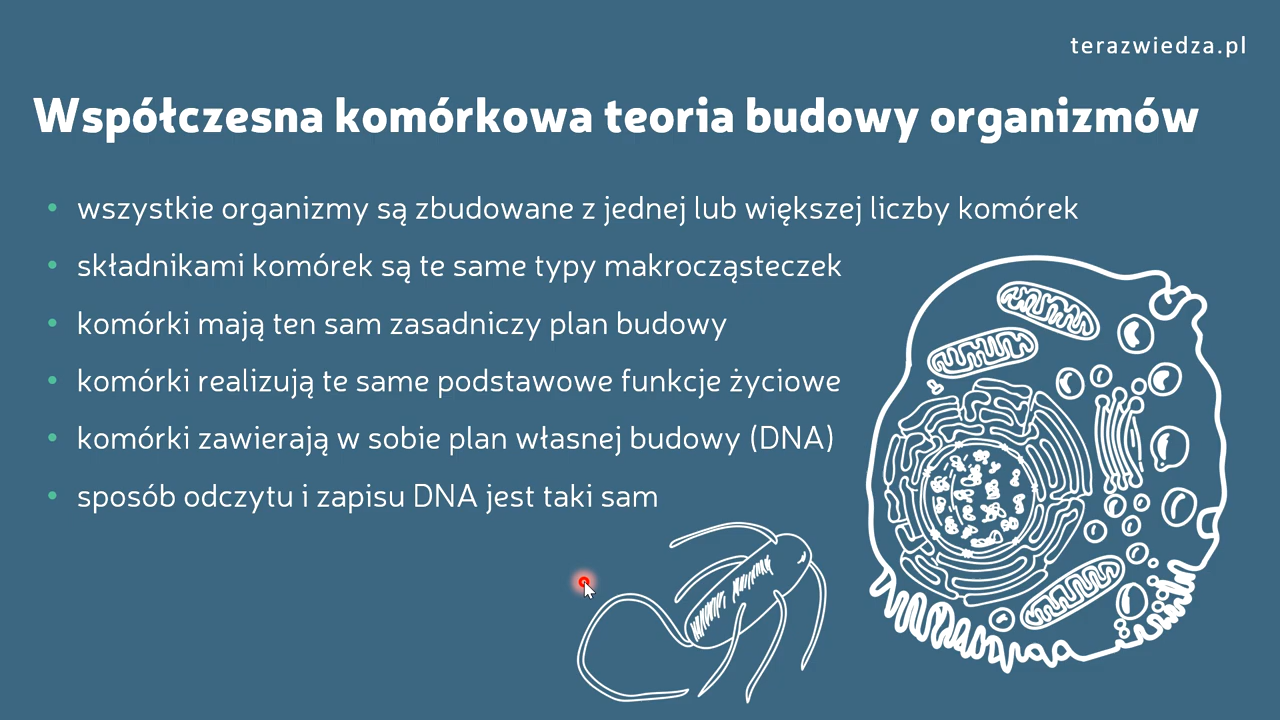 terazwiedza.pl
Współczesna komórkowa teoria budowy organizmów
• wszystkie organizmy są zbudowane z jednej lub większej liczby komórek
• składnikami komórek są te same typy makrocząsteczek
• komórki mają ten sam zasadniczy plan budowy
• komórki realizują te same podstawowe funkcje życiowe
• komórki zawierają w sobie plan własnej budowy (DNA)
• sposób odczytu i zapisu DNA jest taki sam